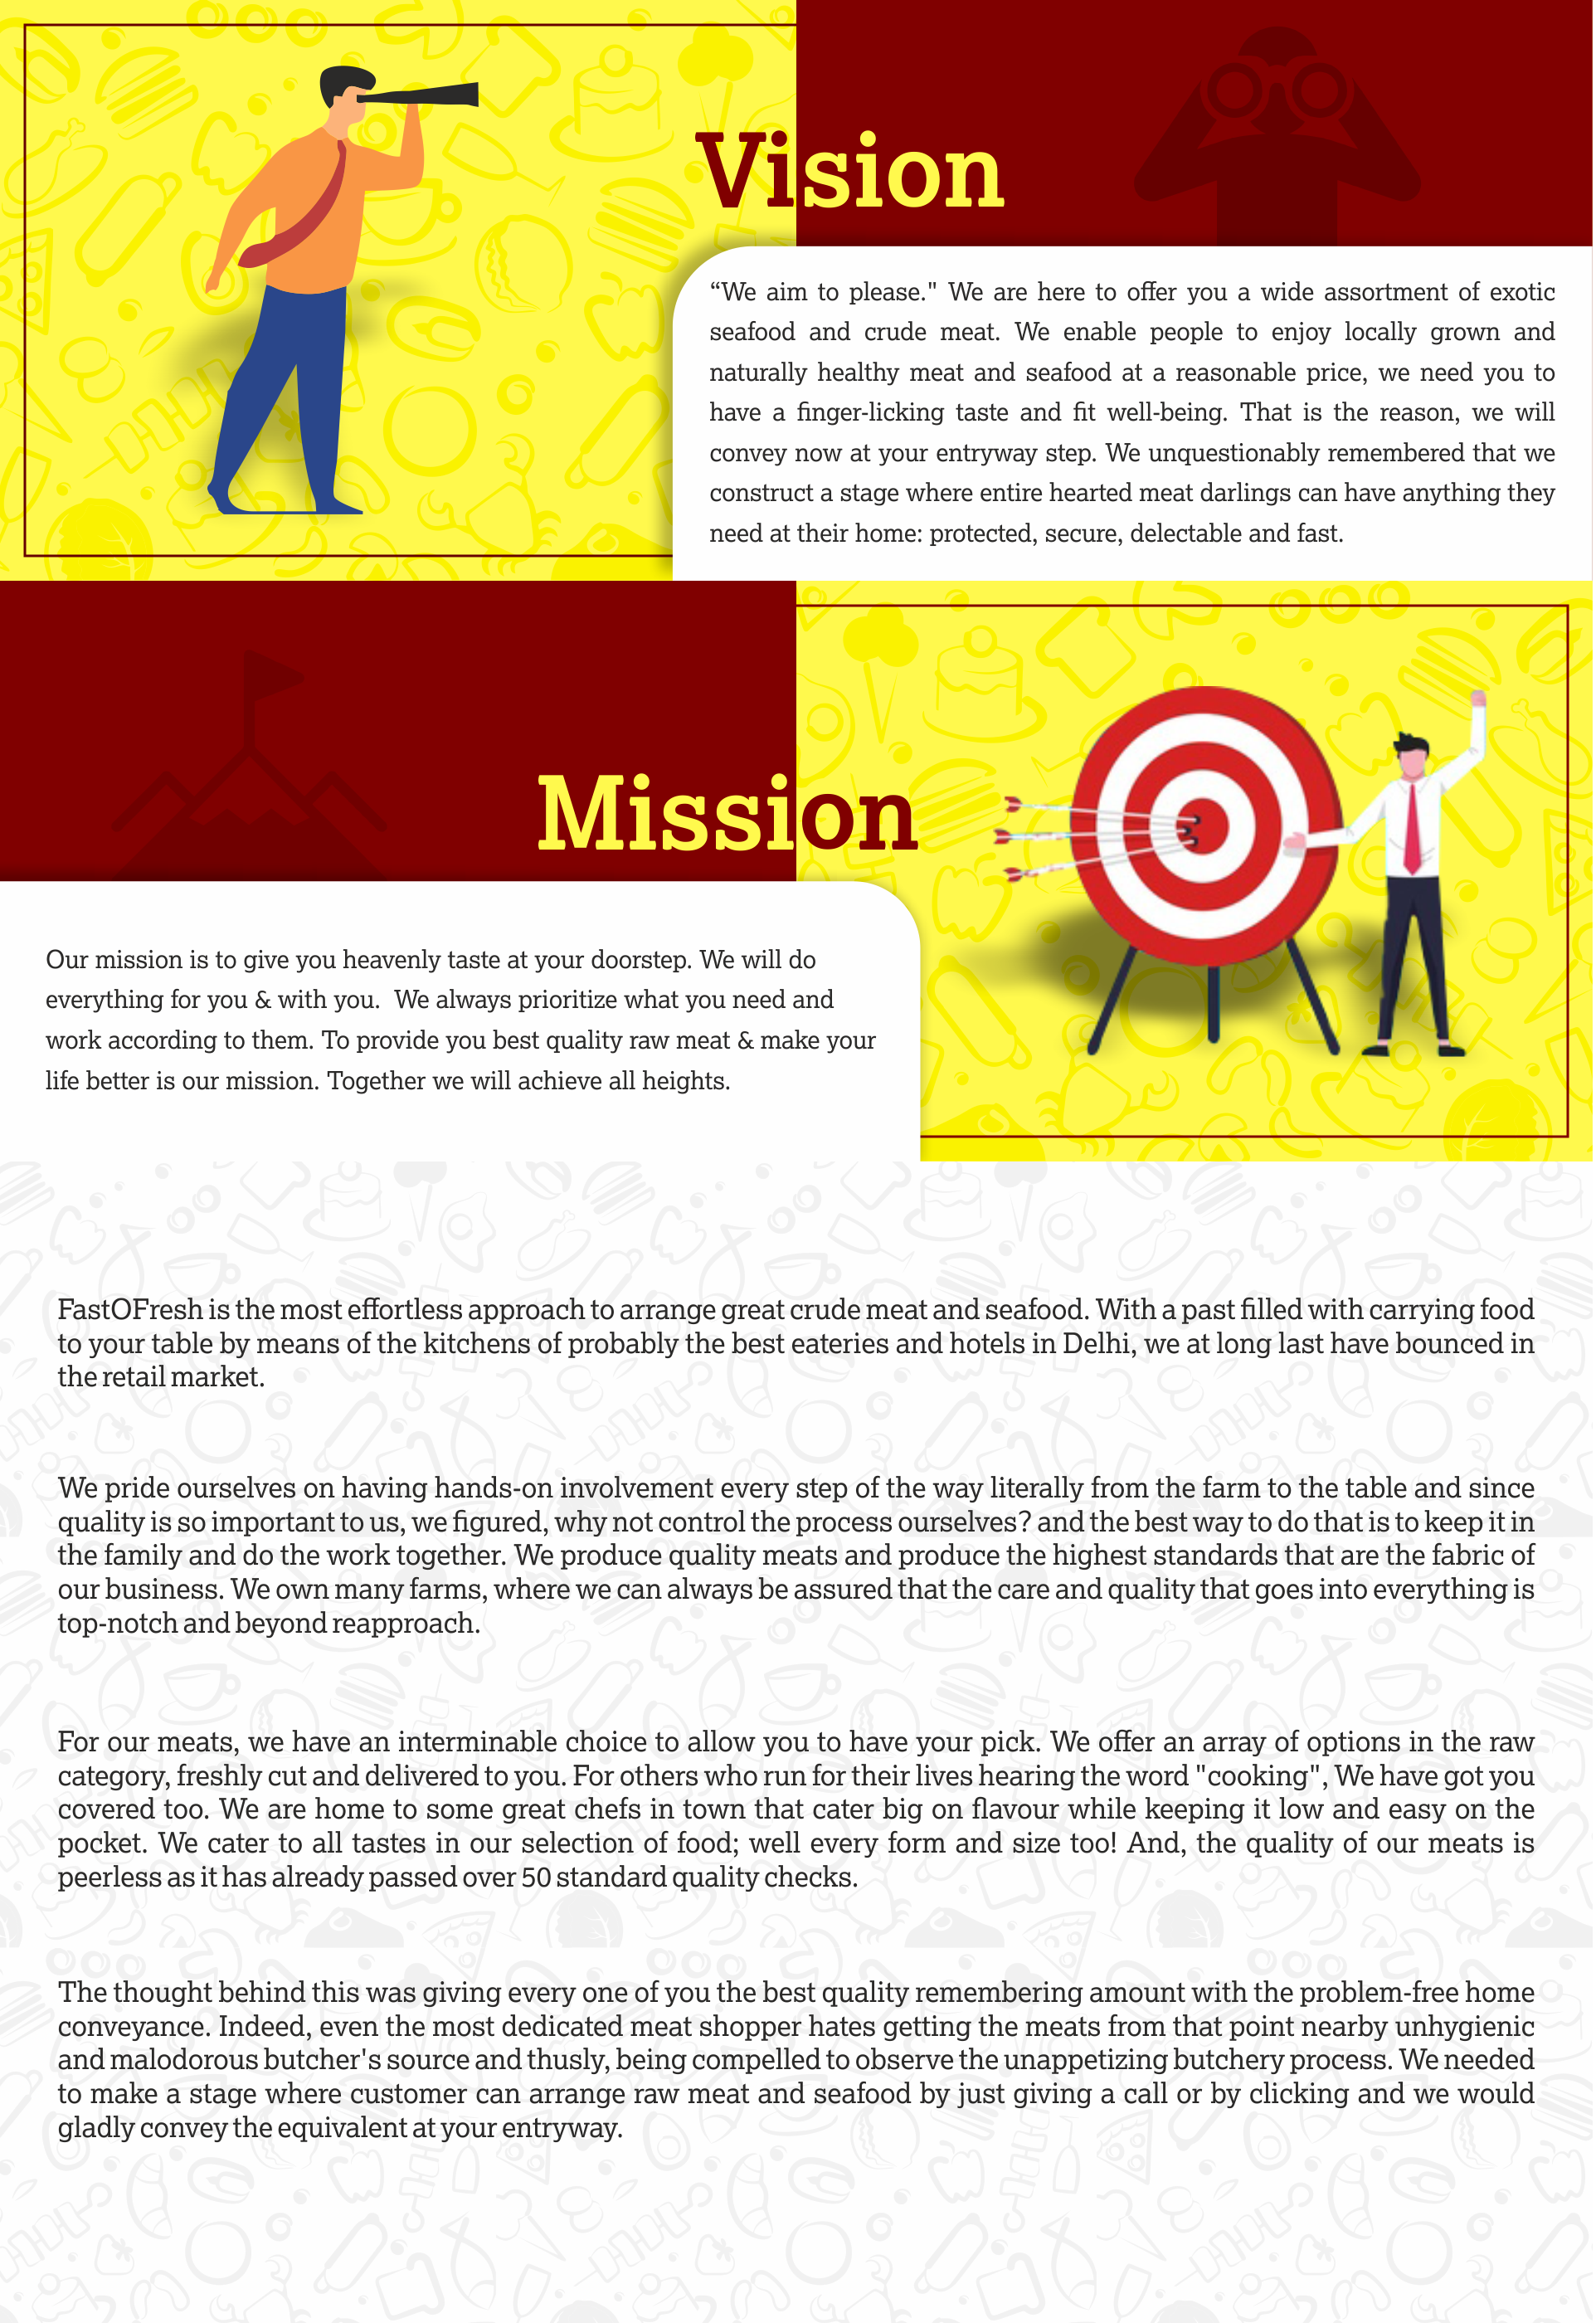 Vision
“We aim to please." We are here to offer you a wide assortment of exotic
seafood and crude meat. We enable people to enjoy locally grown and
naturally healthy meat and seafood at a reasonable price, we need you to
have a finger-licking taste and fit well-being. That is the reason, we will
convey now at your entryway step. We unquestionably remembered that we
construct a stage where entire hearted meat darlings can have anything they
need at their home: protected, secure, delectable and fast.
Mission
Our mission is to give you heavenly taste at your doorstep. We will do
everything for you & with you.  We always prioritize what you need and
work according to them. To provide you best quality raw meat & make your
life better is our mission. Together we will achieve all heights.
FastOFresh is the most effortless approach to arrange great crude meat and seafood. With a past filled with carrying food
to your table by means of the kitchens of probably the best eateries and hotels in Delhi, we at long last have bounced in
the retail market.
We pride ourselves on having hands-on involvement every step of the way literally from the farm to the table and since
quality is so important to us, we figured, why not control the process ourselves? and the best way to do that is to keep it in
the family and do the work together. We produce quality meats and produce the highest standards that are the fabric of
our business. We own many farms, where we can always be assured that the care and quality that goes into everything is
top-notch and beyond reapproach.
For our meats, we have an interminable choice to allow you to have your pick. We offer an array of options in the raw
category, freshly cut and delivered to you. For others who run for their lives hearing the word "cooking", We have got you
covered too. We are home to some great chefs in town that cater big on flavour while keeping it low and easy on the
pocket. We cater to all tastes in our selection of food; well every form and size too! And, the quality of our meats is
peerless as it has already passed over 50 standard quality checks.
The thought behind this was giving every one of you the best quality remembering amount with the problem-free home
conveyance. Indeed, even the most dedicated meat shopper hates getting the meats from that point nearby unhygienic
and malodorous butcher's source and thusly, being compelled to observe the unappetizing butchery process. We needed
to make a stage where customer can arrange raw meat and seafood by just giving a call or by clicking and we would
gladly convey the equivalent at your entryway.